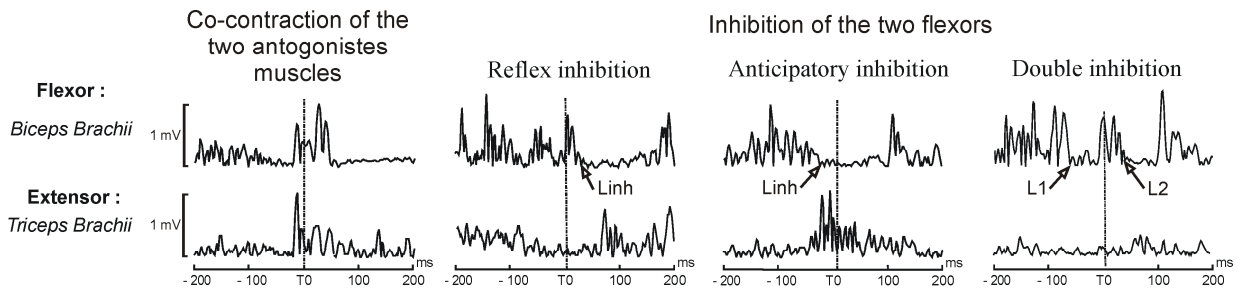 Co-contraction of the
two antogonistes
muscles
Inhibition of the two flexors
Reflex inhibition
Anticipatory inhibition
Double inhibition
Flexor :
Biceps Brachii
1 mV
Linh
Linh
L1
L2
Extensor :
Triceps Brachii
1 mV
- 200 - 100 T0 100 200 ms
- 200 - 100 T0 100 200 ms
- 200 - 100 T0 100 200 ms
- 200 - 100 T0 100 200 ms